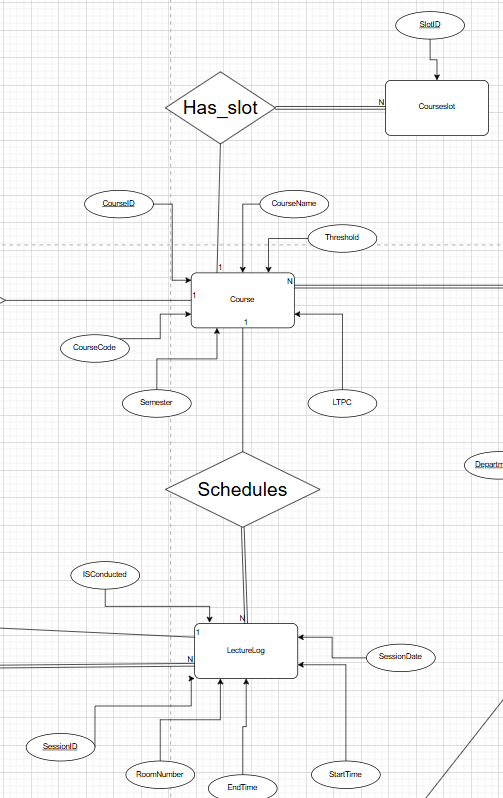 SlotID
Has_slot
N
Courseslot
CourseID
CourseName
Threshold
1
N
1
Course
1
CourseCode
Semester
LTPC
Departm
Schedules
ISConducted
N
1
LectureLog
N
SessionDate
SessionID
RoomNumber
EndTime
StartTime